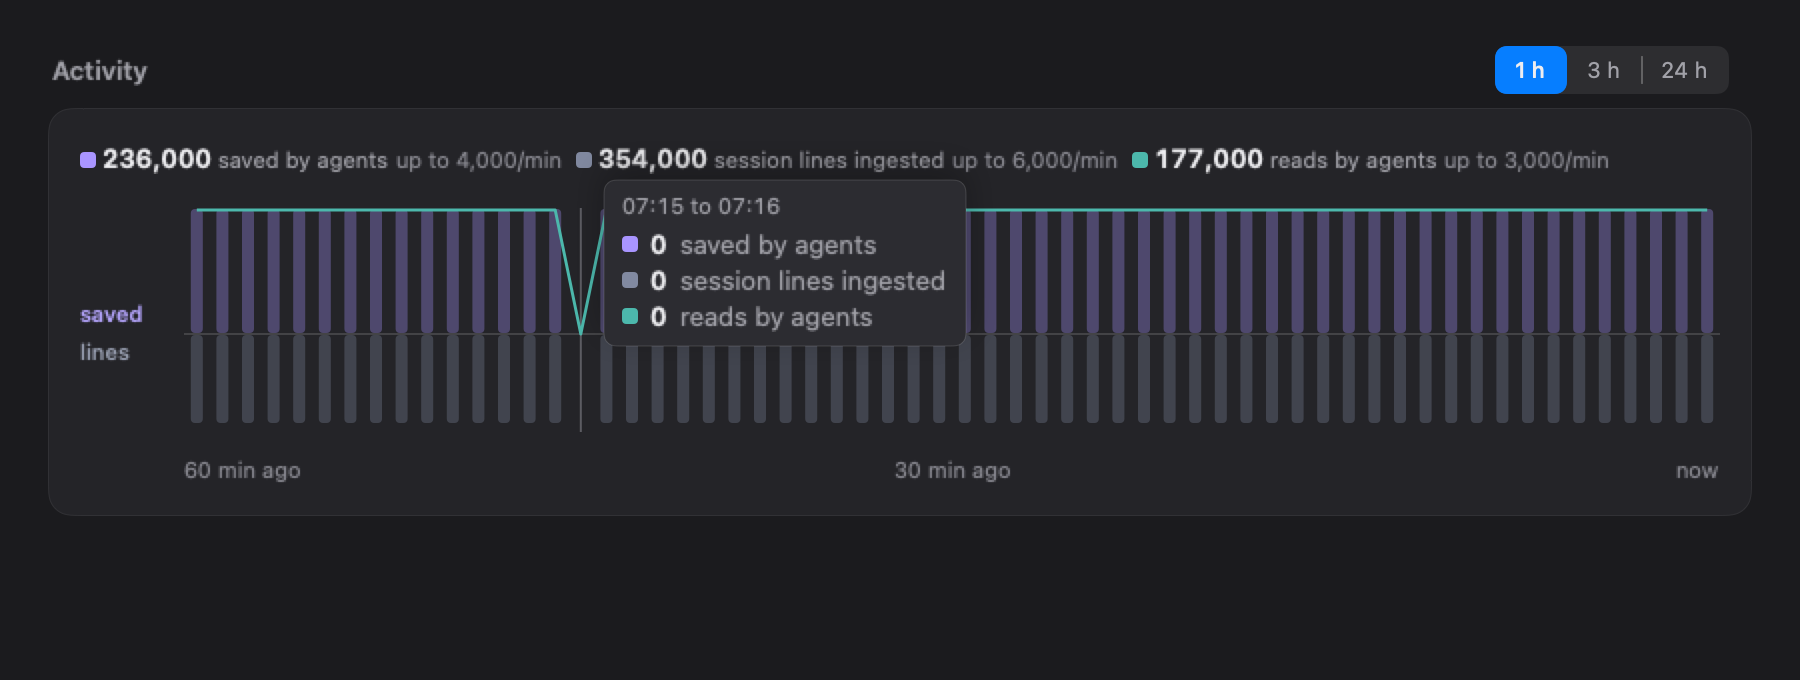 Activity
1 h 3 h 24 h
236,000 saved by agents up to 4,000/min 354,000 session lines ingested up to 6,000/min 177,000 reads by agents up to 3,000/min
07:15 to 07:16
0 saved by agents
0 session lines ingested
0 reads by agents
saved
lines
60 min ago 30 min ago now